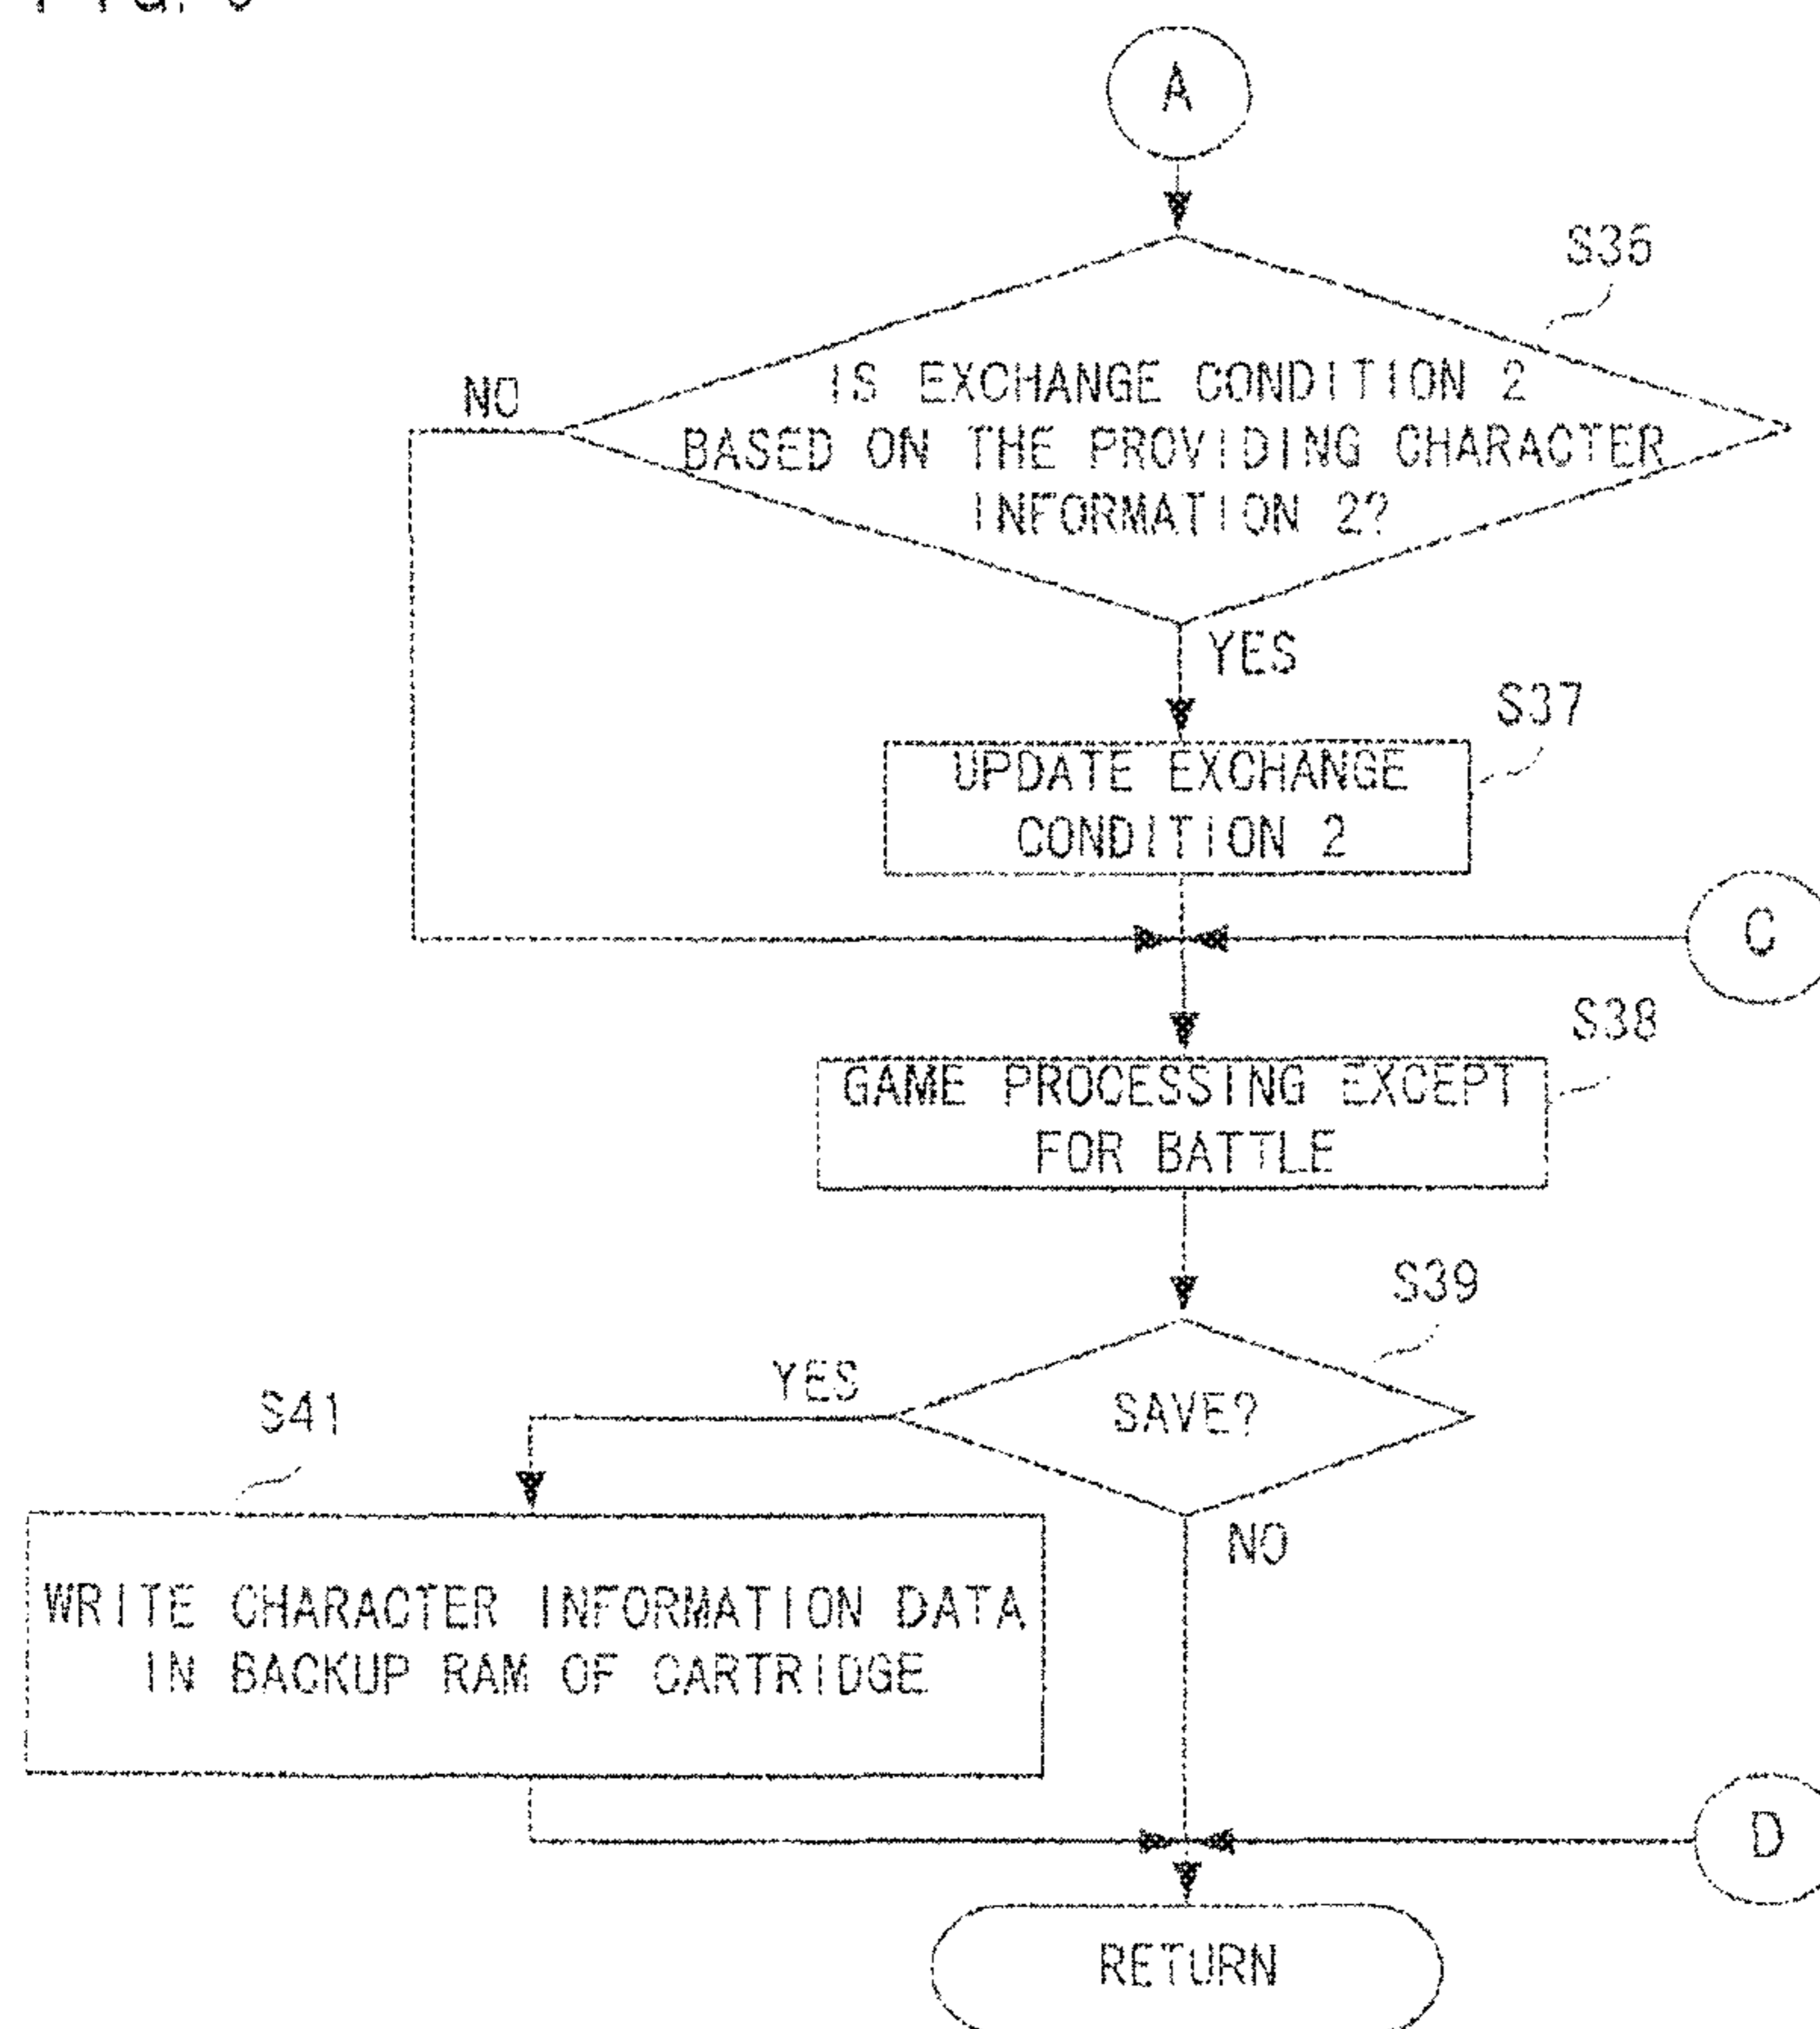 A
S36
IS EXCHANGE CONDITION 2
BASED ON THE PROVIDING CHARACTER
INFORMATION 2?
NO
YES
S37
UPDATE EXCHANGE
CONDITION 2
C
S38
GAME PROCESSING EXCEPT
FOR BATTLE
S39
SAVE?
YES
NO
S41
WRITE CHARACTER INFORMATION DATA
IN BACKUP RAM OF CARTRIDGE
D
RETURN